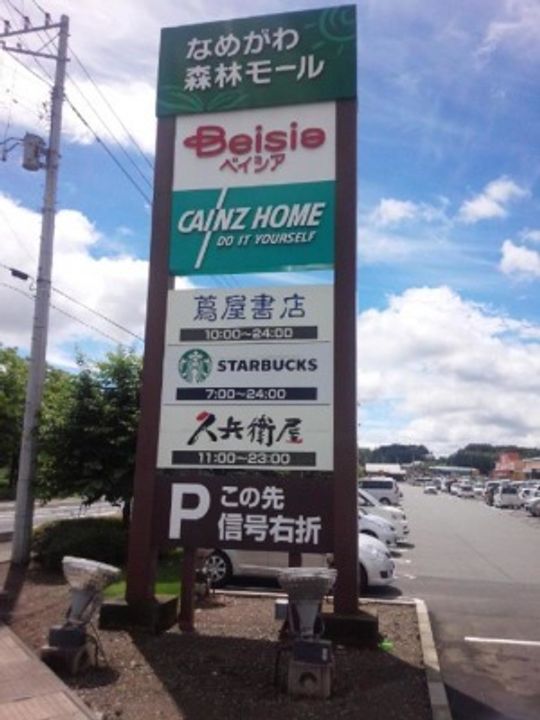 なめがわ
森林モール
Beisia
ベイシア
CAINZ HOME
DO IT YOURSELF
蔦屋書店
10:00～24:00
STARBUCKS
7:00～24:00
久兵衛屋
11:00～23:00
P この先
信号右折